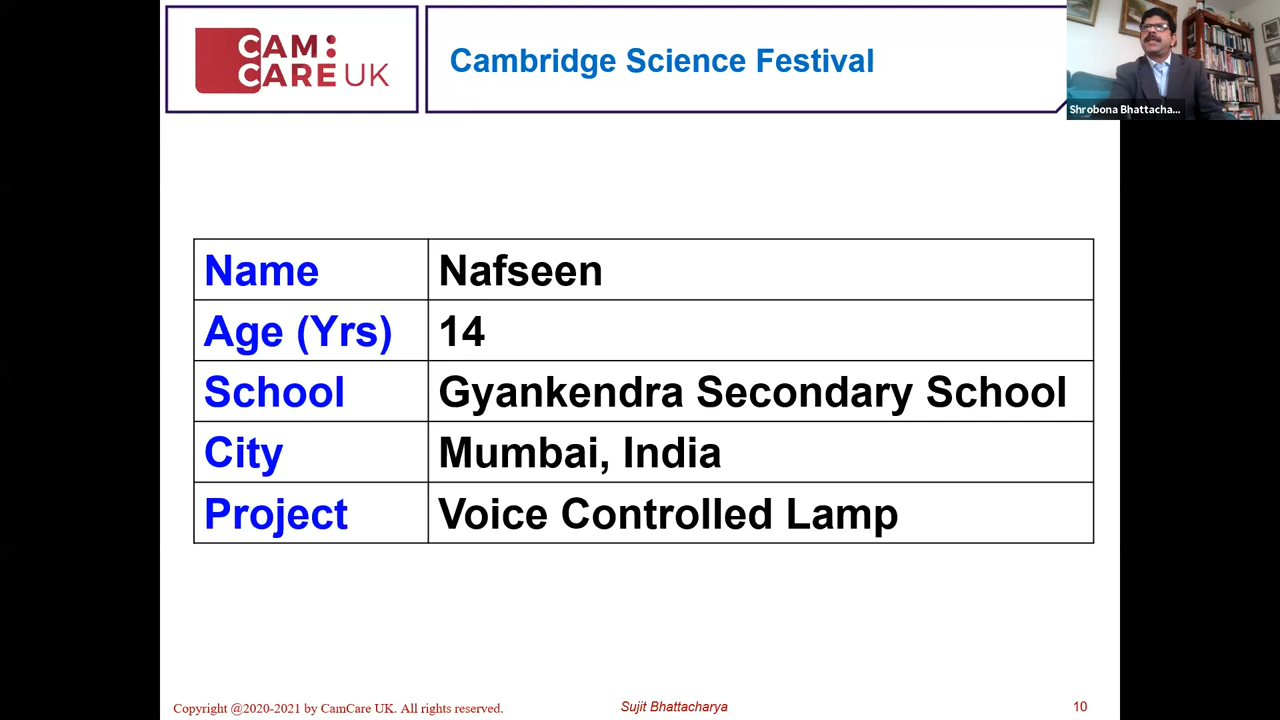 CAM:
CARE UK
Cambridge Science Festival
Shrobona Bhattacha...
Name Nafseen
Age (Yrs) 14
School Gyankendra Secondary School
City Mumbai, India
Project Voice Controlled Lamp
Copyright @2020-2021 by CamCare UK. All rights reserved. Sujit Bhattacharya 10